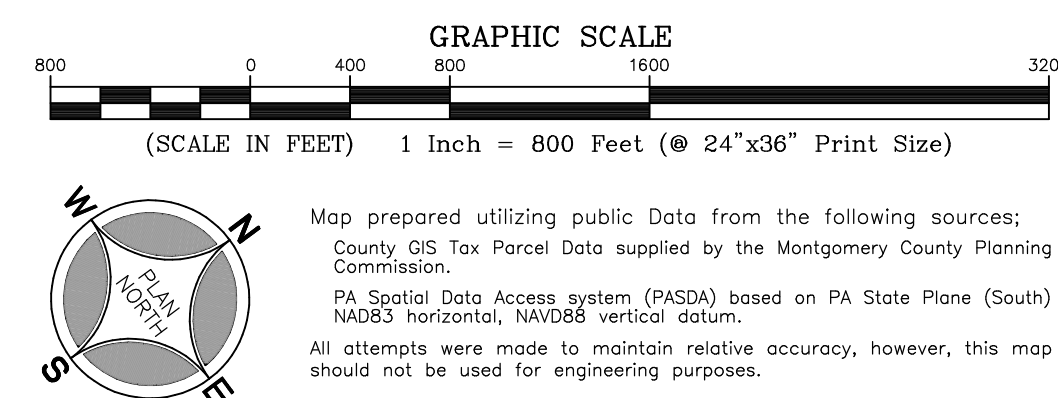 GRAPHIC SCALE
800 0 400 800 1600 320
(SCALE IN FEET) 1 Inch = 800 Feet (@ 24"x36" Print Size)
W N
PLAN
NORTH
S E
Map prepared utilizing public Data from the following sources;
County GIS Tax Parcel Data supplied by the Montgomery County Planning
Commission.
PA Spatial Data Access system (PASDA) based on PA State Plane (South)
NAD83 horizontal, NAVD88 vertical datum.
All attempts were made to maintain relative accuracy, however, this map
should not be used for engineering purposes.